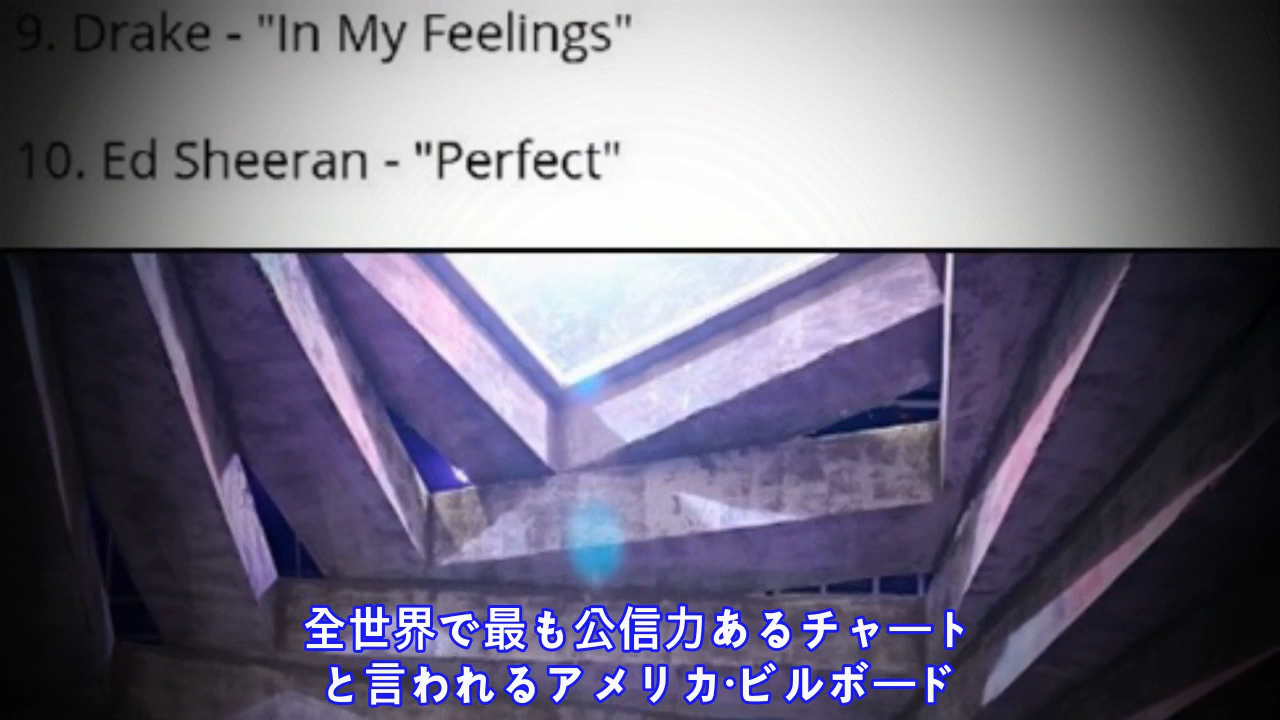 9. Drake - "In My Feelings"
10. Ed Sheeran - "Perfect"
全世界で最も公信力あるチャート
と言われるアメリカ·ビルボード